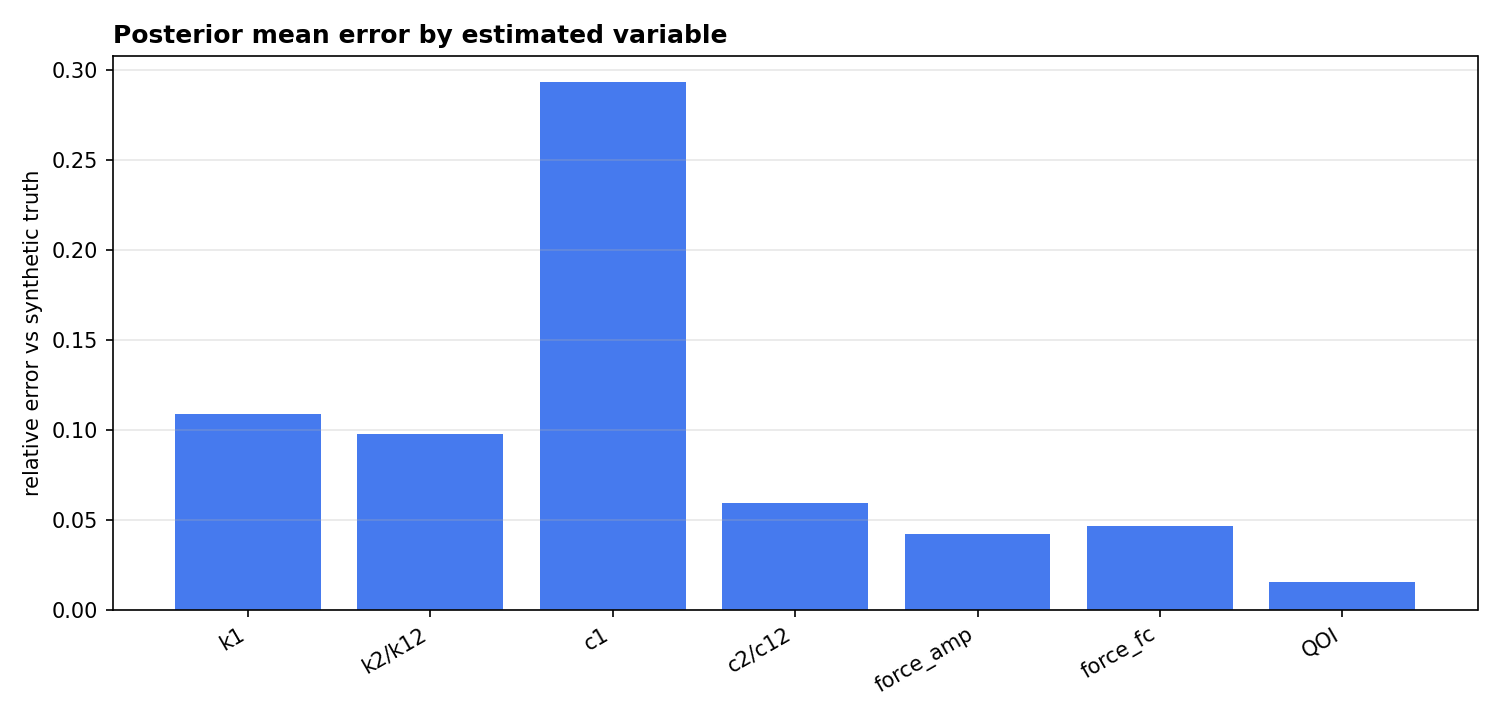 Posterior mean error by estimated variable
relative error vs synthetic truth
0.30
0.25
0.20
0.15
0.10
0.05
0.00
k1
k2/k12
c1
c2/c12
force_amp
force_fc
QOI